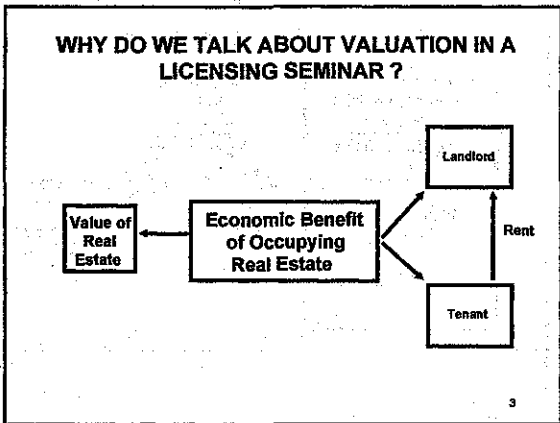 WHY DO WE TALK ABOUT VALUATION IN A
LICENSING SEMINAR ?
Landlord
Value of
Real
Estate
Economic Benefit
of Occupying
Real Estate
Rent
Tenant
3